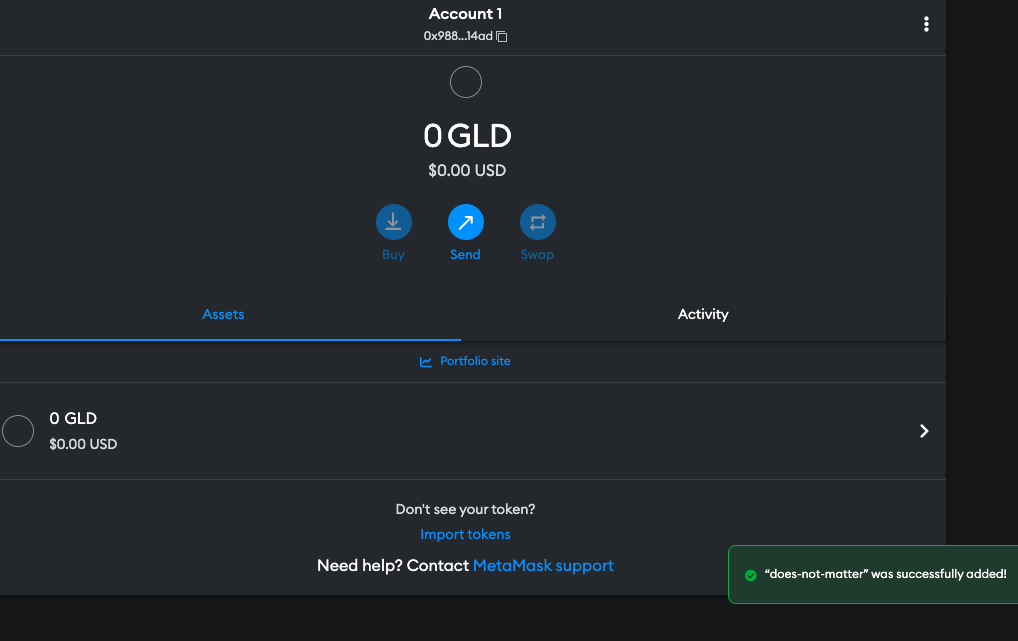 Account 1
0x988...14ad
0 GLD
$0.00 USD
Buy
Send
Swap
Assets
Activity
Portfolio site
0 GLD
$0.00 USD
Don't see your token?
Import tokens
Need help? Contact MetaMask support
“does-not-matter” was successfully added!